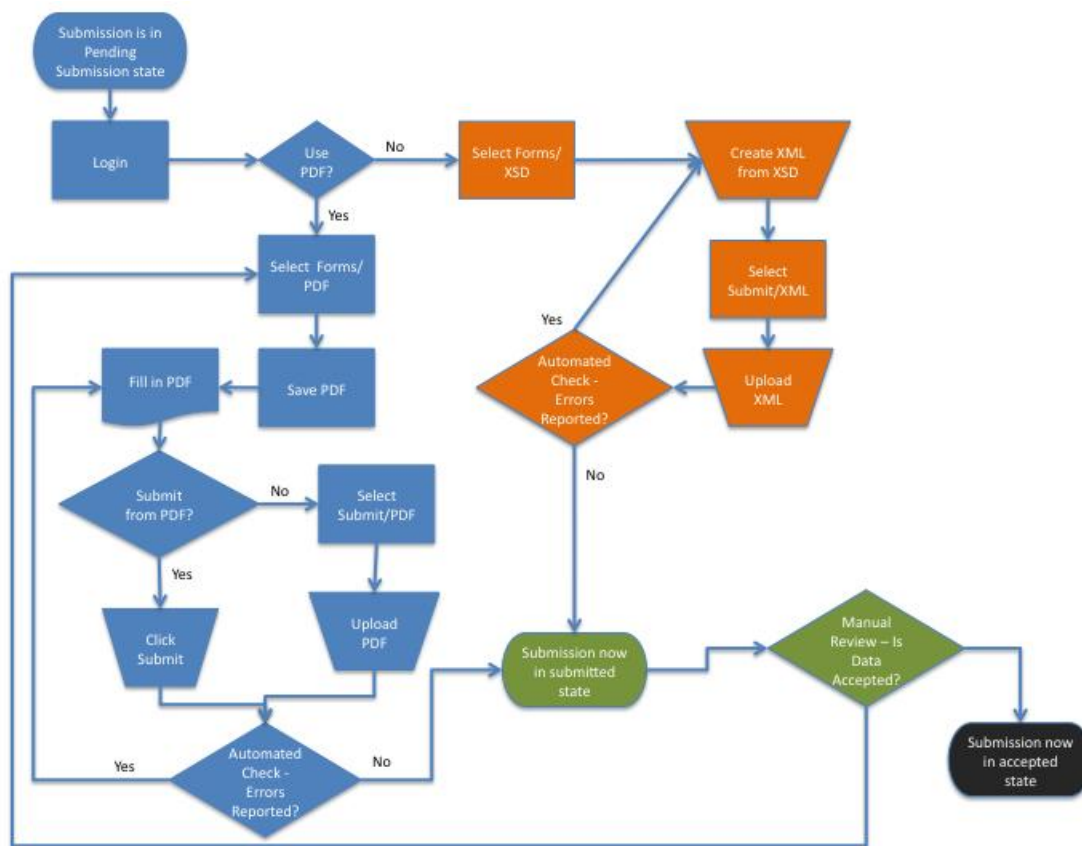 Submission is in
Pending
Submission state
Login
Use
PDF?
No
Select Forms/
XSD
Create XML
from XSD
Yes
Select Forms/
PDF
Select
Submit/XML
Yes
Fill in PDF
Save PDF
Automated
Check -
Errors
Reported?
Upload
XML
No
Submit
from PDF?
No
Select
Submit/PDF
Yes
Click
Submit
Upload
PDF
Submission now
in submitted
state
Manual
Review – Is
Data
Accepted?
Yes
Automated
Check -
Errors
Reported?
No
Submission now
in accepted
state